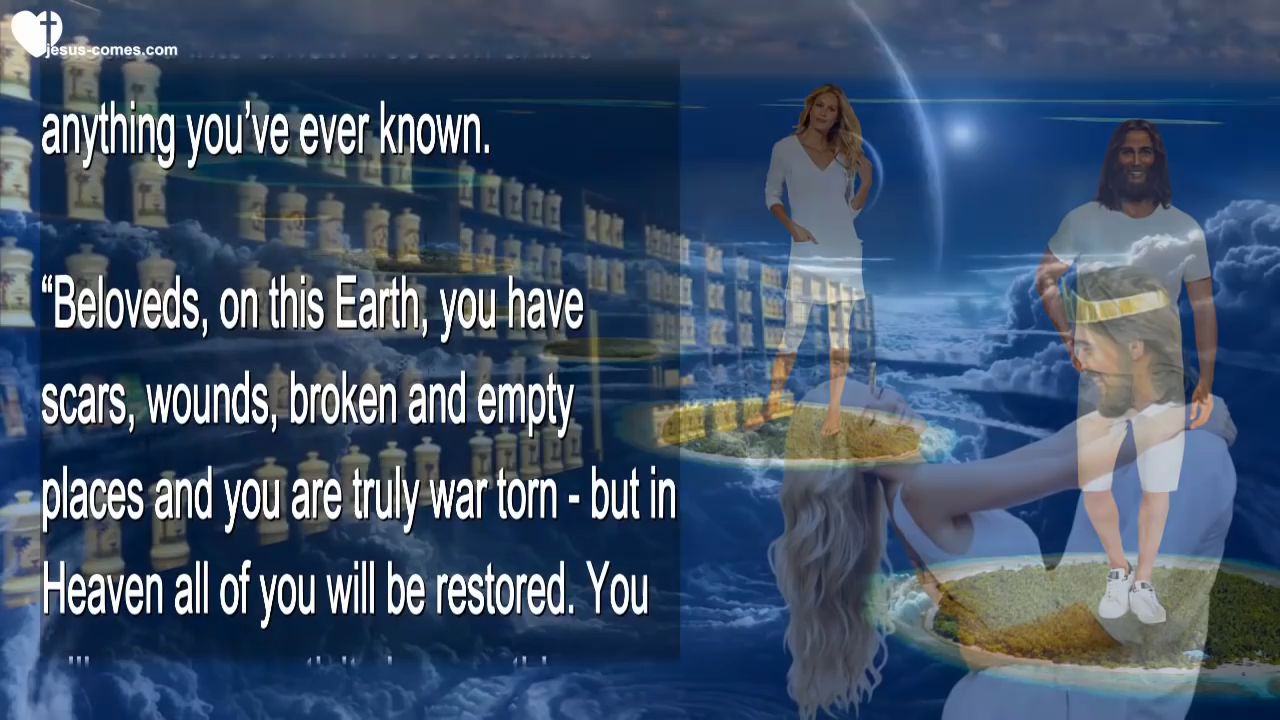 jesus-comes.com
anything you’ve ever known.
“Beloveds, on this Earth, you have
scars, wounds, broken and empty
places and you are truly war torn - but in
Heaven all of you will be restored. You